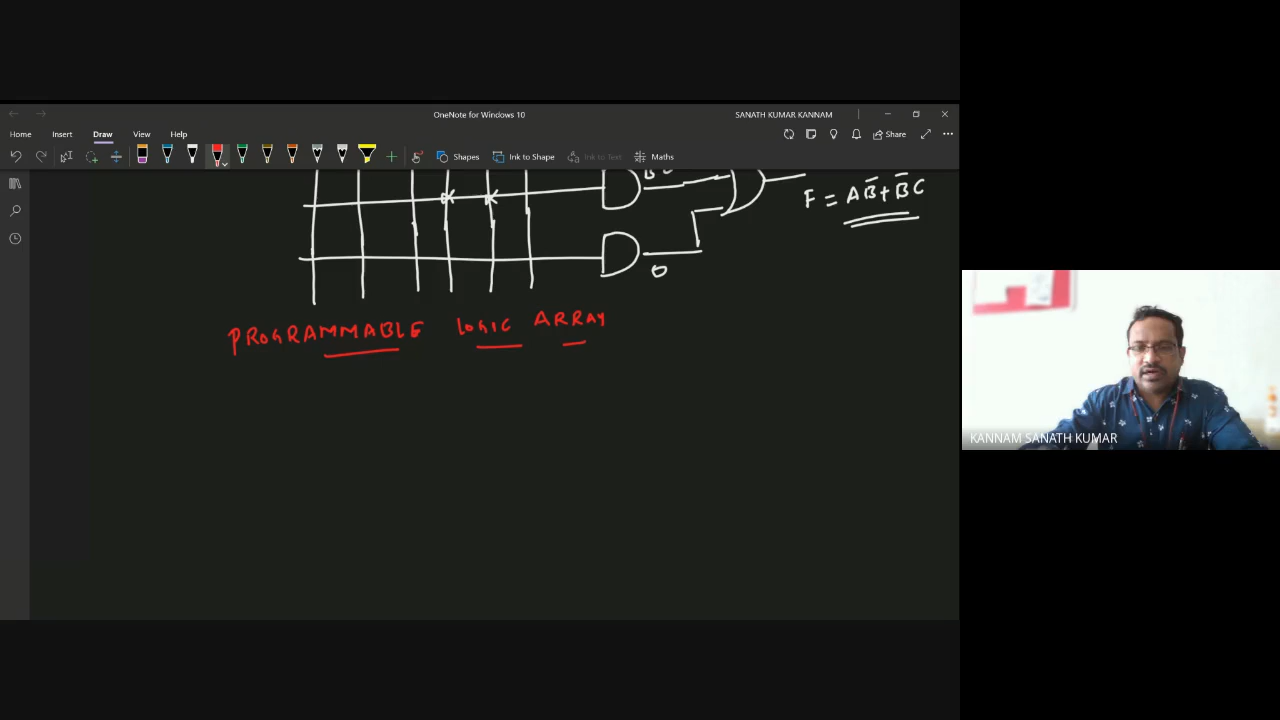 OneNote for Windows 10
SANATH KUMAR KANNAM
Home Insert Draw View Help
Share
Shapes Ink to Shape Ink to Text Maths
F = AB̅ + B̅C
0
PROGRAMMABLE LOGIC ARRAY
KANNAM SANATH KUMAR